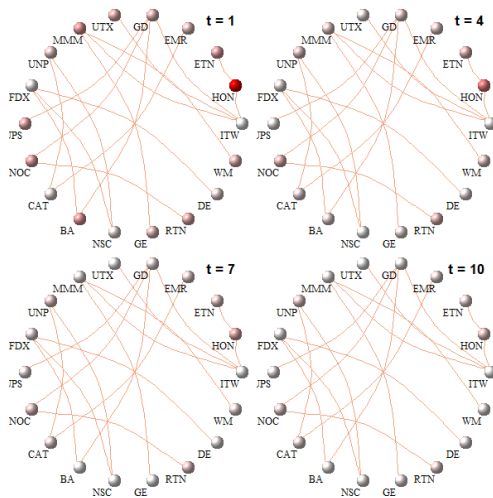 t = 1
UTX
GD
MMM
EMR
UNP
ETN
FDX
HON
JPS
ITW
NOC
WM
CAT
DE
BA
RTN
NSC
GE
t = 4
UTX
GD
MMM
EMR
UNP
ETN
FDX
HON
JPS
ITW
NOC
WM
CAT
DE
BA
RTN
NSC
GE
t = 7
UTX
GD
MMM
EMR
UNP
ETN
FDX
HON
JPS
ITW
NOC
WM
CAT
DE
BA
RTN
NSC
GE
t = 10
UTX
GD
MMM
EMR
UNP
ETN
FDX
HON
JPS
ITW
NOC
WM
CAT
DE
BA
RTN
NSC
GE